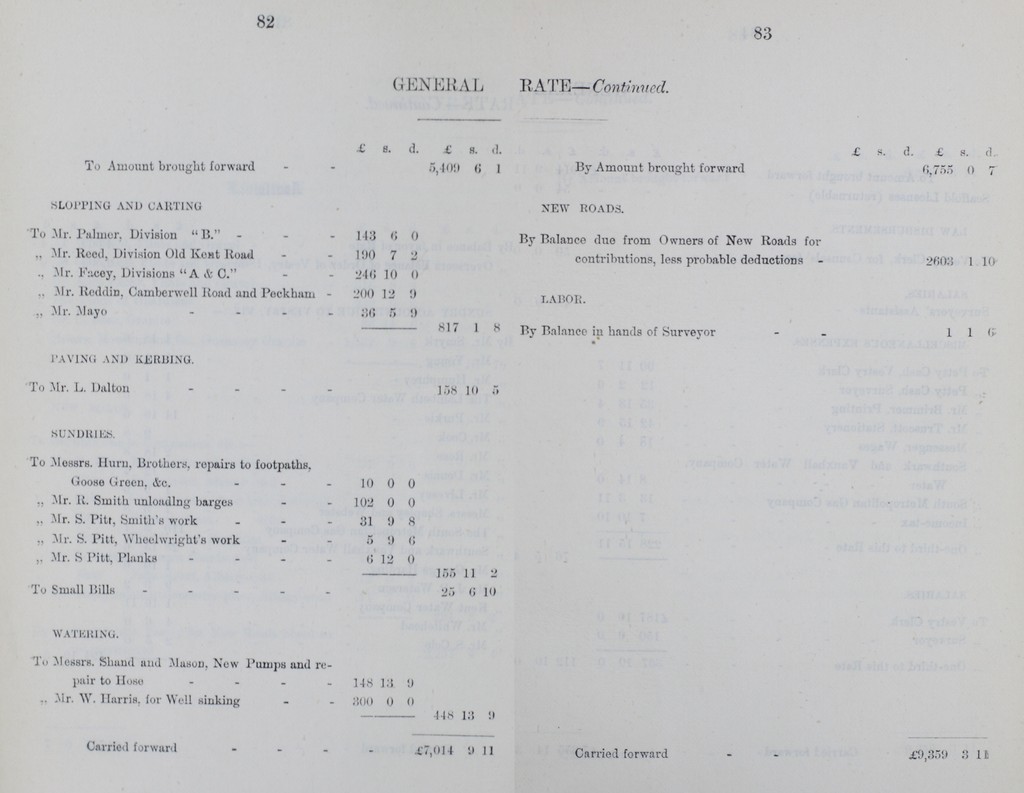 82
GENERAL
£ s. d. £ s. d.
To Amount brought forward - - 5,409 6 1
SLOPPING AND CARTING
To Mr. Palmer, Division "B." - - - 143 6 0
„ Mr. Reed, Division Old Kent Road - - 190 7 2
„ Mr. Facey, Divisions "A & C." - - 246 10 0
„ Mr. Reddin, Camberwell Road and Peckham - 200 12 9
„ Mr. Mayo - - - - 36 5 9
817 1 8
PAVING AND KERBING.
To Mr. L. Dalton - - - - 158 10 5
SUNDRIES.
To Messrs. Hurn, Brothers, repairs to footpaths,
Goose Green, &c. - - - 10 0 0
„ Mr. R. Smith unloading barges - - 102 0 0
„ Mr. S. Pitt, Smith's work - - - 31 9 8
„ Mr. S. Pitt, Wheelwright's work - - 5 9 6
„ Mr. S Pitt, Planks - - - - 6 12 0
155 11 2
To Small Bills - - - - - - 25 6 10
WATERING.
To Messrs. Shand and Mason, New Pumps and re-
pair to Hose - - - - 148 13 9
„ Mr. W. Harris, for Well sinking - - 300 0 0
448 13 9
Carried forward - - - - £7,014 9 11
83
RATE—Continued.
£ s. d. £ s. d.
By Amount brought forward 6,755 0 7
NEW ROADS.
By Balance due from Owners of New Roads for
contributions, less probable deductions - - 2603 1 10
LABOR.
By Balance in hands of Surveyor - - 1 1 6
Carried forward - - £9,359 3 11